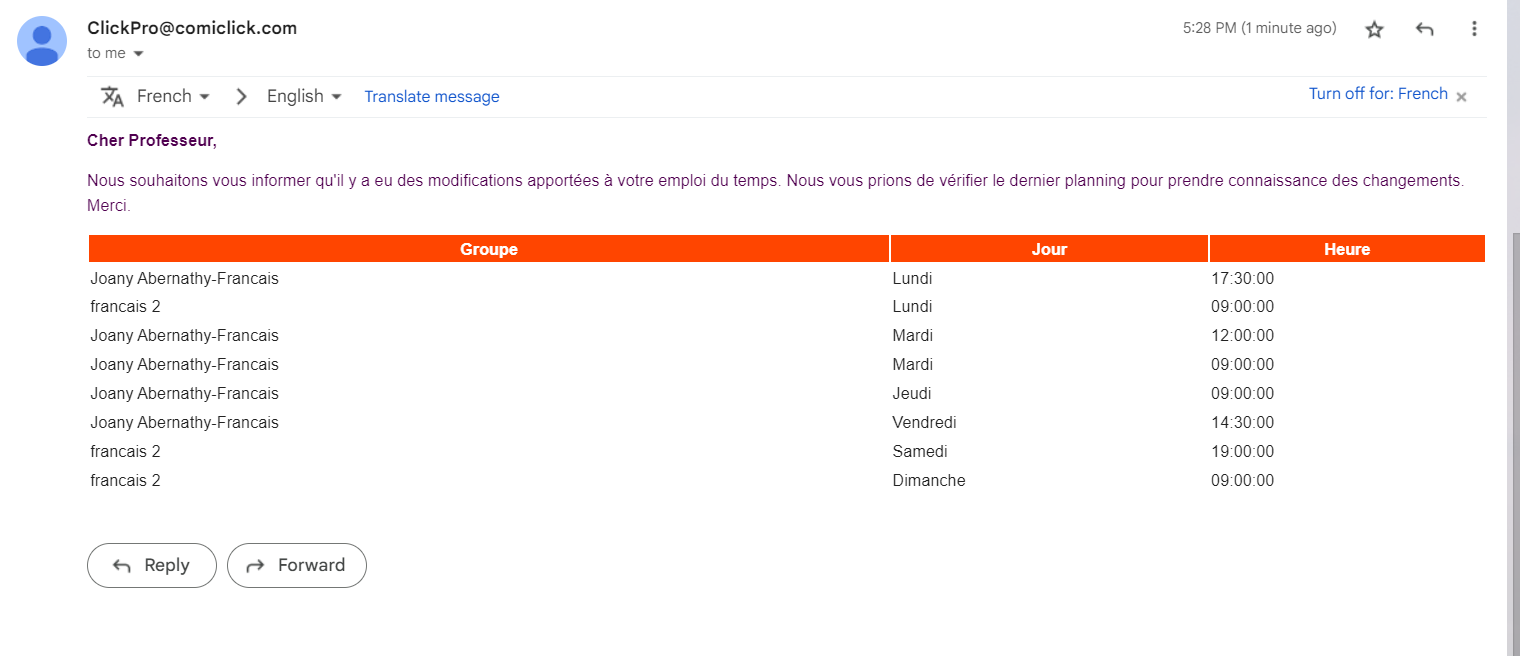 ClickPro@comiclick.com 5:28 PM (1 minute ago)
to me
French English Translate message Turn off for: French
Cher Professeur,
Nous souhaitons vous informer qu'il y a eu des modifications apportées à votre emploi du temps. Nous vous prions de vérifier le dernier planning pour prendre connaissance des changements.
Merci.
Groupe Jour Heure
Joany Abernathy-Francais Lundi 17:30:00
francais 2 Lundi 09:00:00
Joany Abernathy-Francais Mardi 12:00:00
Joany Abernathy-Francais Mardi 09:00:00
Joany Abernathy-Francais Jeudi 09:00:00
Joany Abernathy-Francais Vendredi 14:30:00
francais 2 Samedi 19:00:00
francais 2 Dimanche 09:00:00
Reply Forward